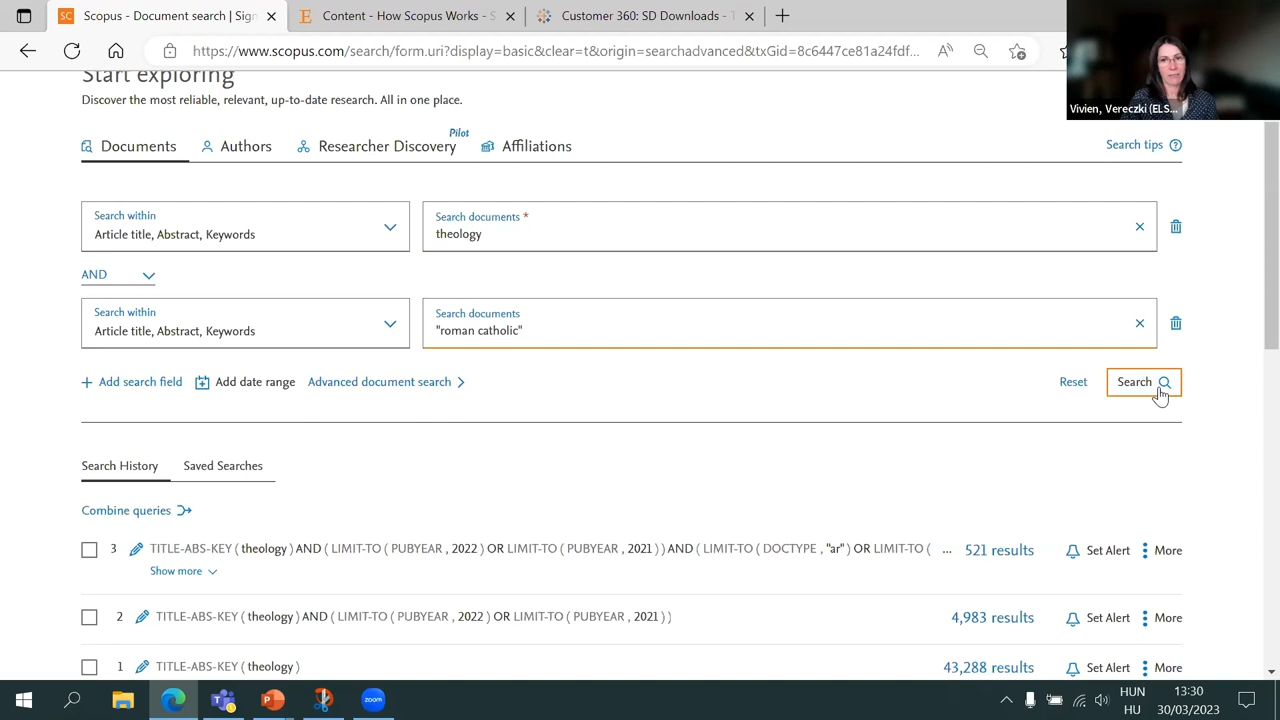 Scopus - Document search | Sign
Content - How Scopus Works - S
Customer 360: SD Downloads - T
https://www.scopus.com/search/form.uri?display=basic&clear=t&origin=searchadvanced&txGid=8c6447ce81a24fdf...
Vivien, Vereczki (ELS...
Start exploring
Discover the most reliable, relevant, up-to-date research. All in one place.
Documents
Authors
Researcher Discovery
Pilot
Affiliations
Search tips
Search within
Article title, Abstract, Keywords
Search documents *
theology
AND
Search within
Article title, Abstract, Keywords
Search documents
"roman catholic"
+ Add search field
Add date range
Advanced document search >
Reset
Search
Search History
Saved Searches
Combine queries
3 TITLE-ABS-KEY ( theology ) AND ( LIMIT-TO ( PUBYEAR , 2022 ) OR LIMIT-TO ( PUBYEAR , 2021 ) ) AND ( LIMIT-TO ( DOCTYPE , "ar" ) OR LIMIT-TO ( ... 521 results Set Alert More
Show more
2 TITLE-ABS-KEY ( theology ) AND ( LIMIT-TO ( PUBYEAR , 2022 ) OR LIMIT-TO ( PUBYEAR , 2021 ) ) 4,983 results Set Alert More
1 TITLE-ABS-KEY ( theology ) 43,288 results Set Alert More
HUN
HU
13:30
30/03/2023